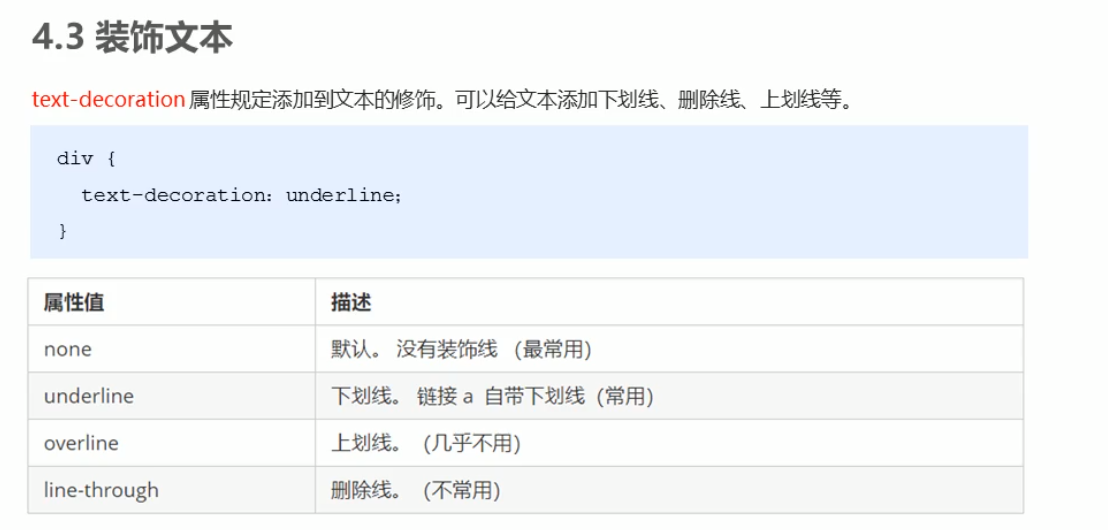 4.3 装饰文本
text-decoration 属性规定添加到文本的修饰。可以给文本添加下划线、删除线、上划线等。
div {
text-decoration：underline；
}
属性值 描述
none 默认。 没有装饰线 （最常用）
underline 下划线。 链接 a 自带下划线（常用）
overline 上划线。（几乎不用）
line-through 删除线。（不常用）